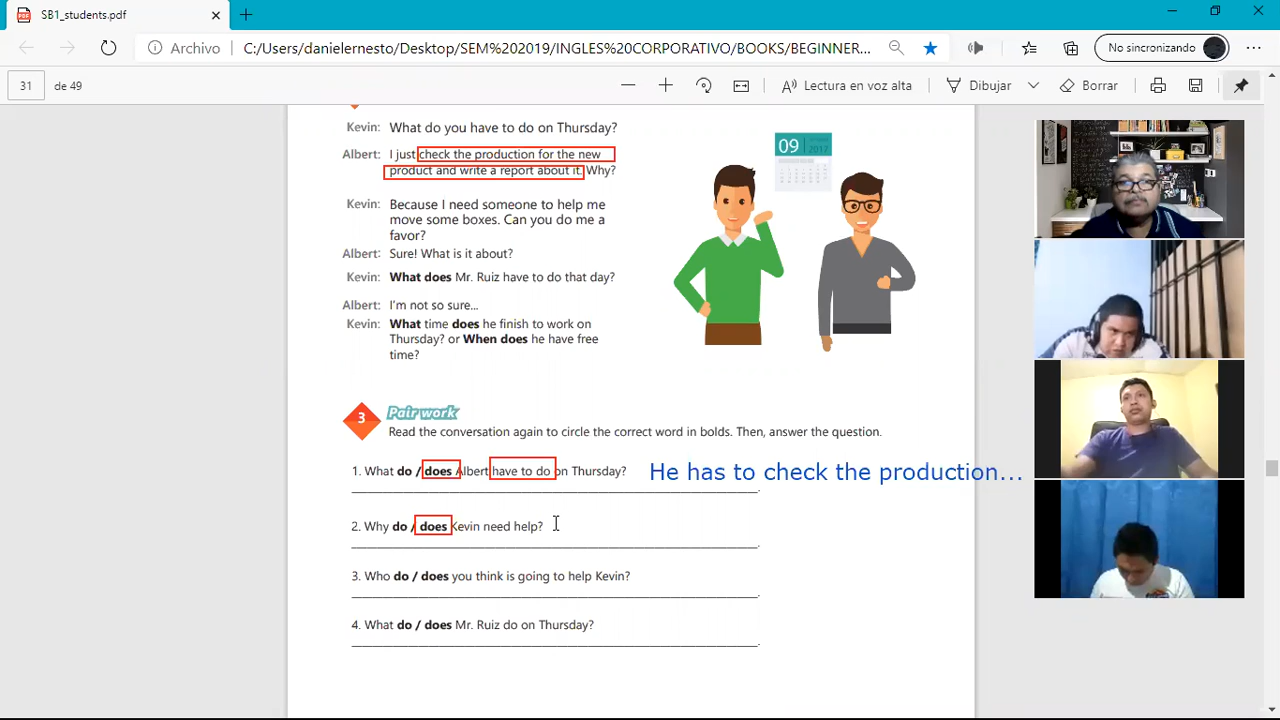 SB1_students.pdf
Archivo
C:/Users/danielernesto/Desktop/SEM%202019/INGLES%20CORPORATIVO/BOOKS/BEGINNER...
No sincronizando
31 de 49
Lectura en voz alta
Dibujar
Borrar
Kevin: What do you have to do on Thursday?
Albert: I just check the production for the new
product and write a report about it. Why?
Kevin: Because I need someone to help me
move some boxes. Can you do me a
favor?
Albert: Sure! What is it about?
Kevin: What does Mr. Ruiz have to do that day?
Albert: I'm not so sure...
Kevin: What time does he finish to work on
Thursday? or When does he have free
time?
09
2017
3 Pair work
Read the conversation again to circle the correct word in bolds. Then, answer the question.
1. What do / does Albert have to do on Thursday? He has to check the production...
2. Why do / does Kevin need help?
3. Who do / does you think is going to help Kevin?
4. What do / does Mr. Ruiz do on Thursday?